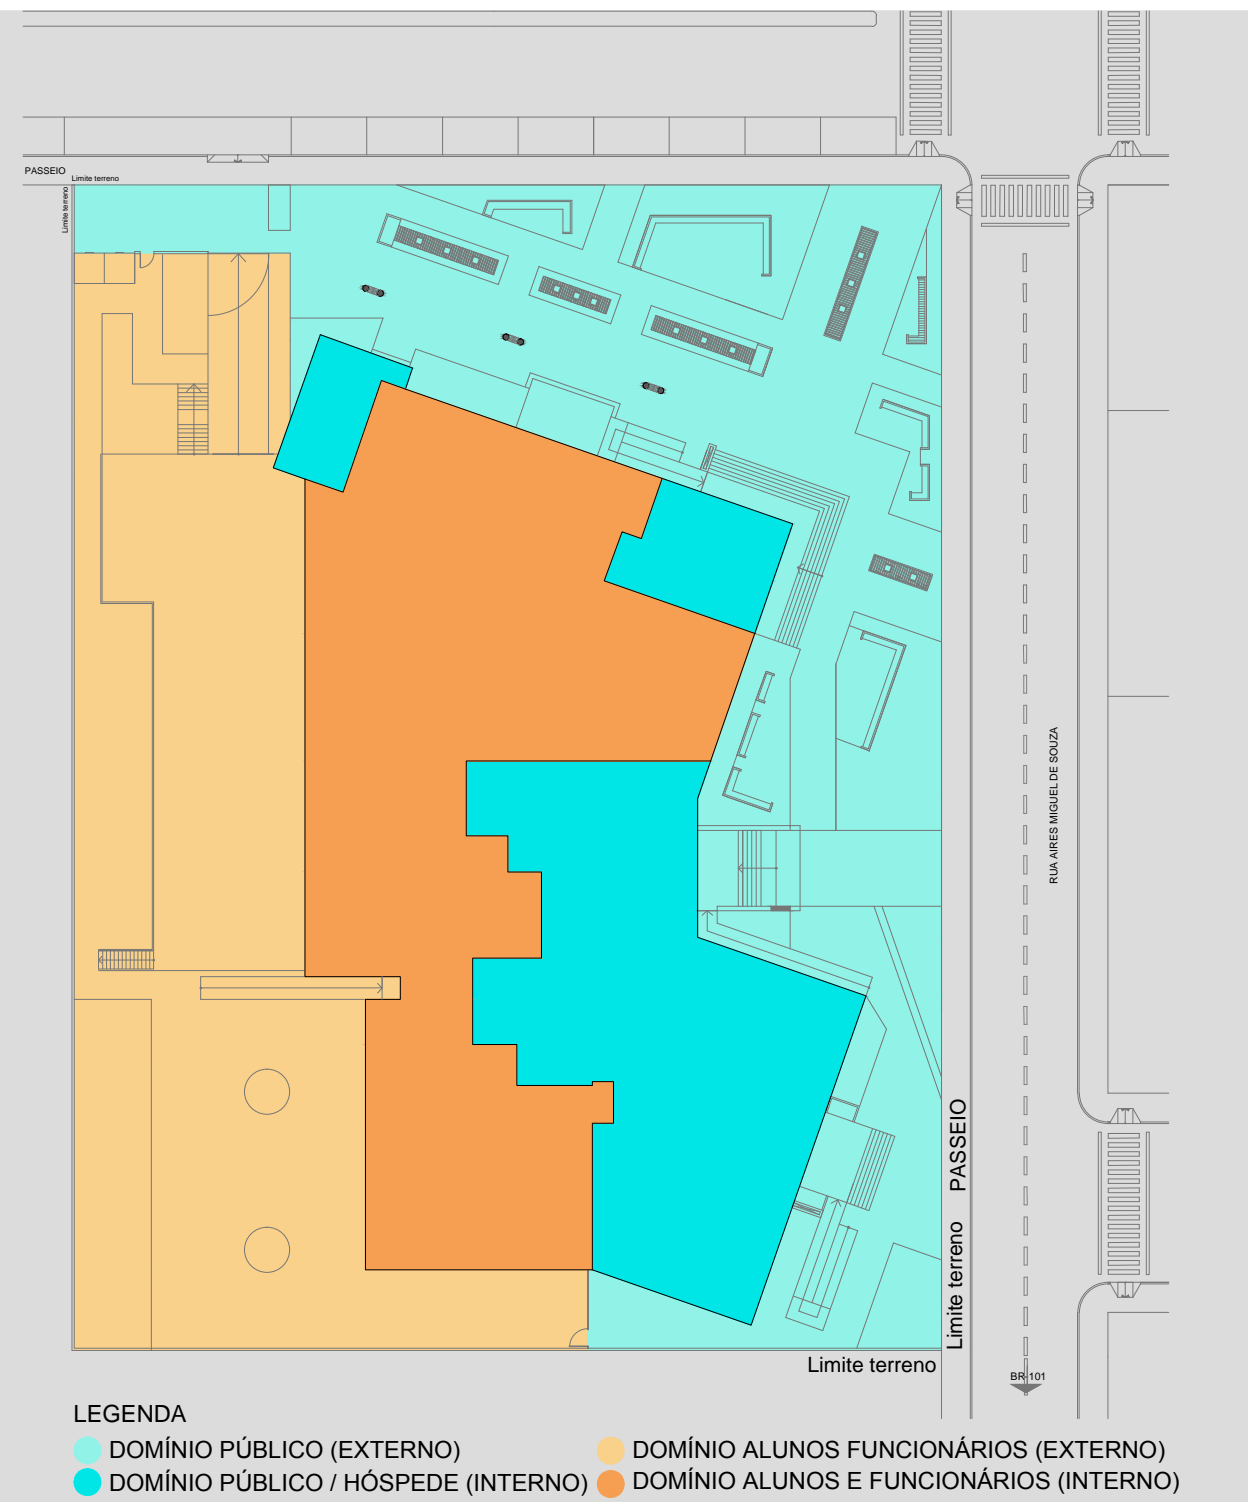 PASSEIO
Limite terreno
Limite terreno
RUA AIRES MIGUEL DE SOUZA
PASSEIO
Limite terreno
Limite terreno
BR-101
LEGENDA
DOMÍNIO PÚBLICO (EXTERNO)
DOMÍNIO ALUNOS FUNCIONÁRIOS (EXTERNO)
DOMÍNIO PÚBLICO / HÓSPEDE (INTERNO)
DOMÍNIO ALUNOS E FUNCIONÁRIOS (INTERNO)